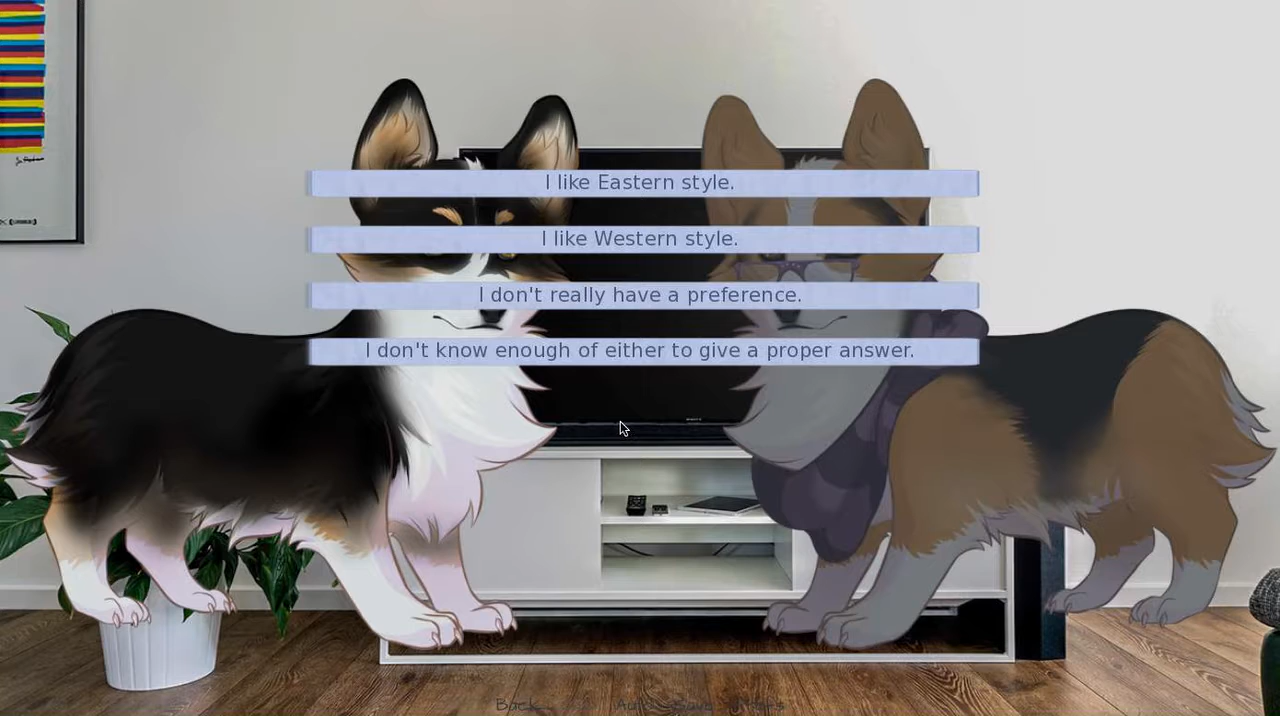 I like Eastern style.
I like Western style.
I don't really have a preference.
I don't know enough of either to give a proper answer.
Back Auto Save Prefs